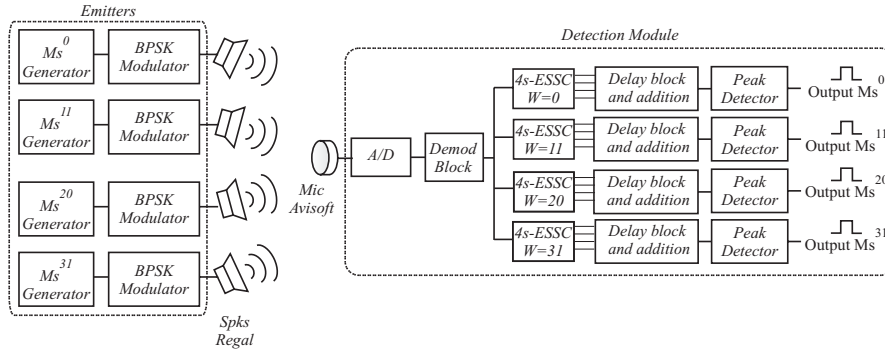 Emitters
Ms^0
Generator
BPSK
Modulator
Ms^11
Generator
BPSK
Modulator
Ms^20
Generator
BPSK
Modulator
Ms^31
Generator
BPSK
Modulator
Spks
Regal
Mic
Avisoft
Detection Module
A/D
Demod
Block
4s-ESSC
W=0
Delay block
and addition
Peak
Detector
Output Ms^0
4s-ESSC
W=11
Delay block
and addition
Peak
Detector
Output Ms^11
4s-ESSC
W=20
Delay block
and addition
Peak
Detector
Output Ms^20
4s-ESSC
W=31
Delay block
and addition
Peak
Detector
Output Ms^31